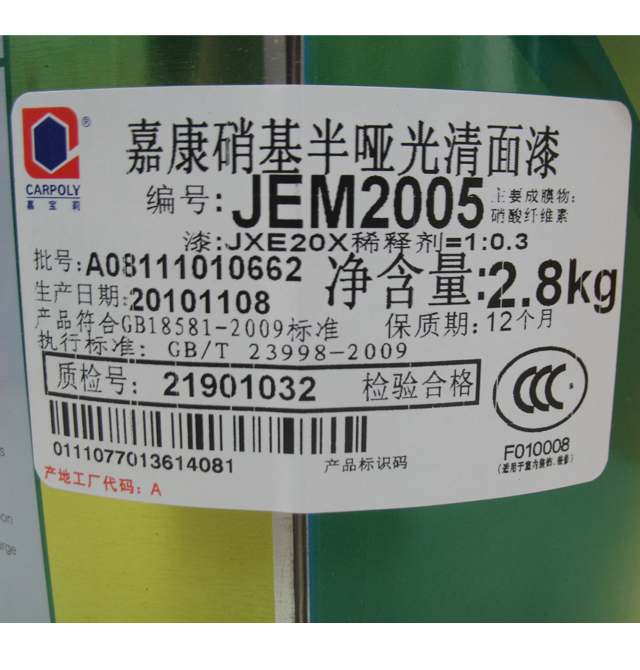 CARPOLY
嘉宝莉
®
嘉康硝基半哑光清面漆
编号:JEM2005
主要成膜物:
硝酸纤维素
漆:JXE20X稀释剂=1:0.3
批号:A08111010662
净含量:2.8kg
生产日期:20101108
产品符合GB18581-2009标准
保质期:12个月
执行标准: GB/T 23998-2009
质检号: 21901032 检验合格
CCC S
0111077013614081
产品标识码
F010008
产地工厂代码: A